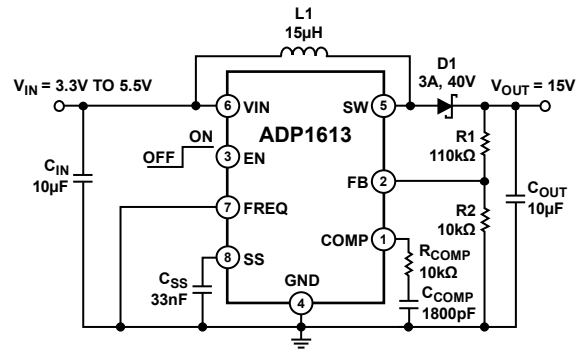 L1
15µH
D1
3A, 40V
V_IN = 3.3V TO 5.5V
V_OUT = 15V
6 VIN
SW 5
ADP1613
ON
OFF
3 EN
R1
110kΩ
C_IN
10µF
FB 2
C_OUT
10µF
7 FREQ
R2
10kΩ
COMP 1
8 SS
R_COMP
10kΩ
C_SS
33nF
GND
4
C_COMP
1800pF